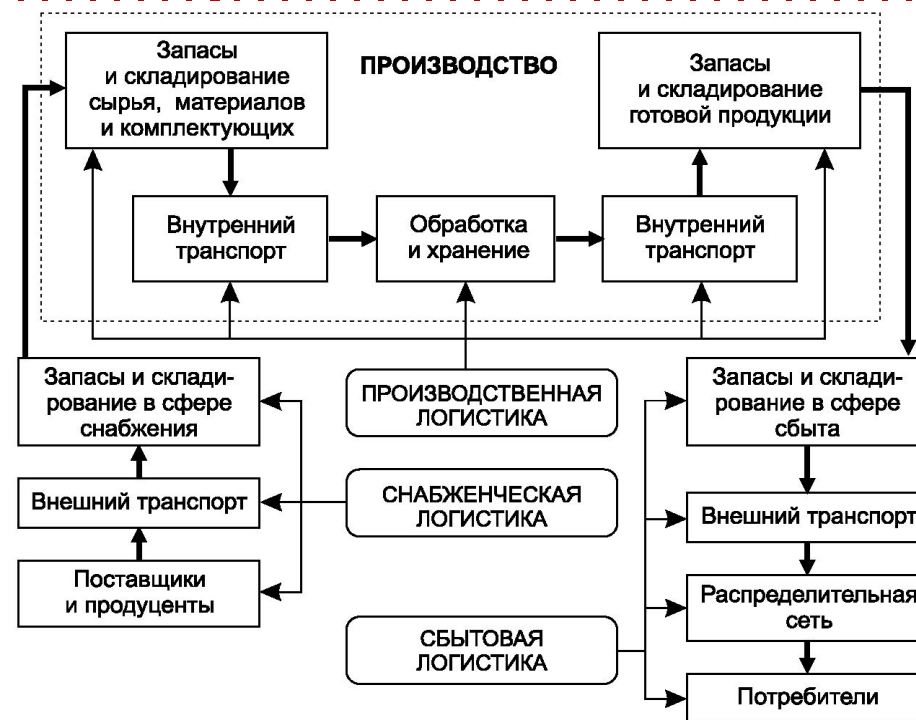 Запасы
и складирование
сырья, материалов
и комплектующих
ПРОИЗВОДСТВО
Запасы
и складирование
готовой продукции
Внутренний
транспорт
Обработка
и хранение
Внутренний
транспорт
Запасы и склади-
рование в сфере
снабжения
ПРОИЗВОДСТВЕННАЯ
ЛОГИСТИКА
Запасы и склади-
рование в сфере
сбыта
Внешний транспорт
СНАБЖЕНЧЕСКАЯ
ЛОГИСТИКА
Внешний транспорт
Поставщики
и продуценты
Распределительная
сеть
СБЫТОВАЯ
ЛОГИСТИКА
Потребители